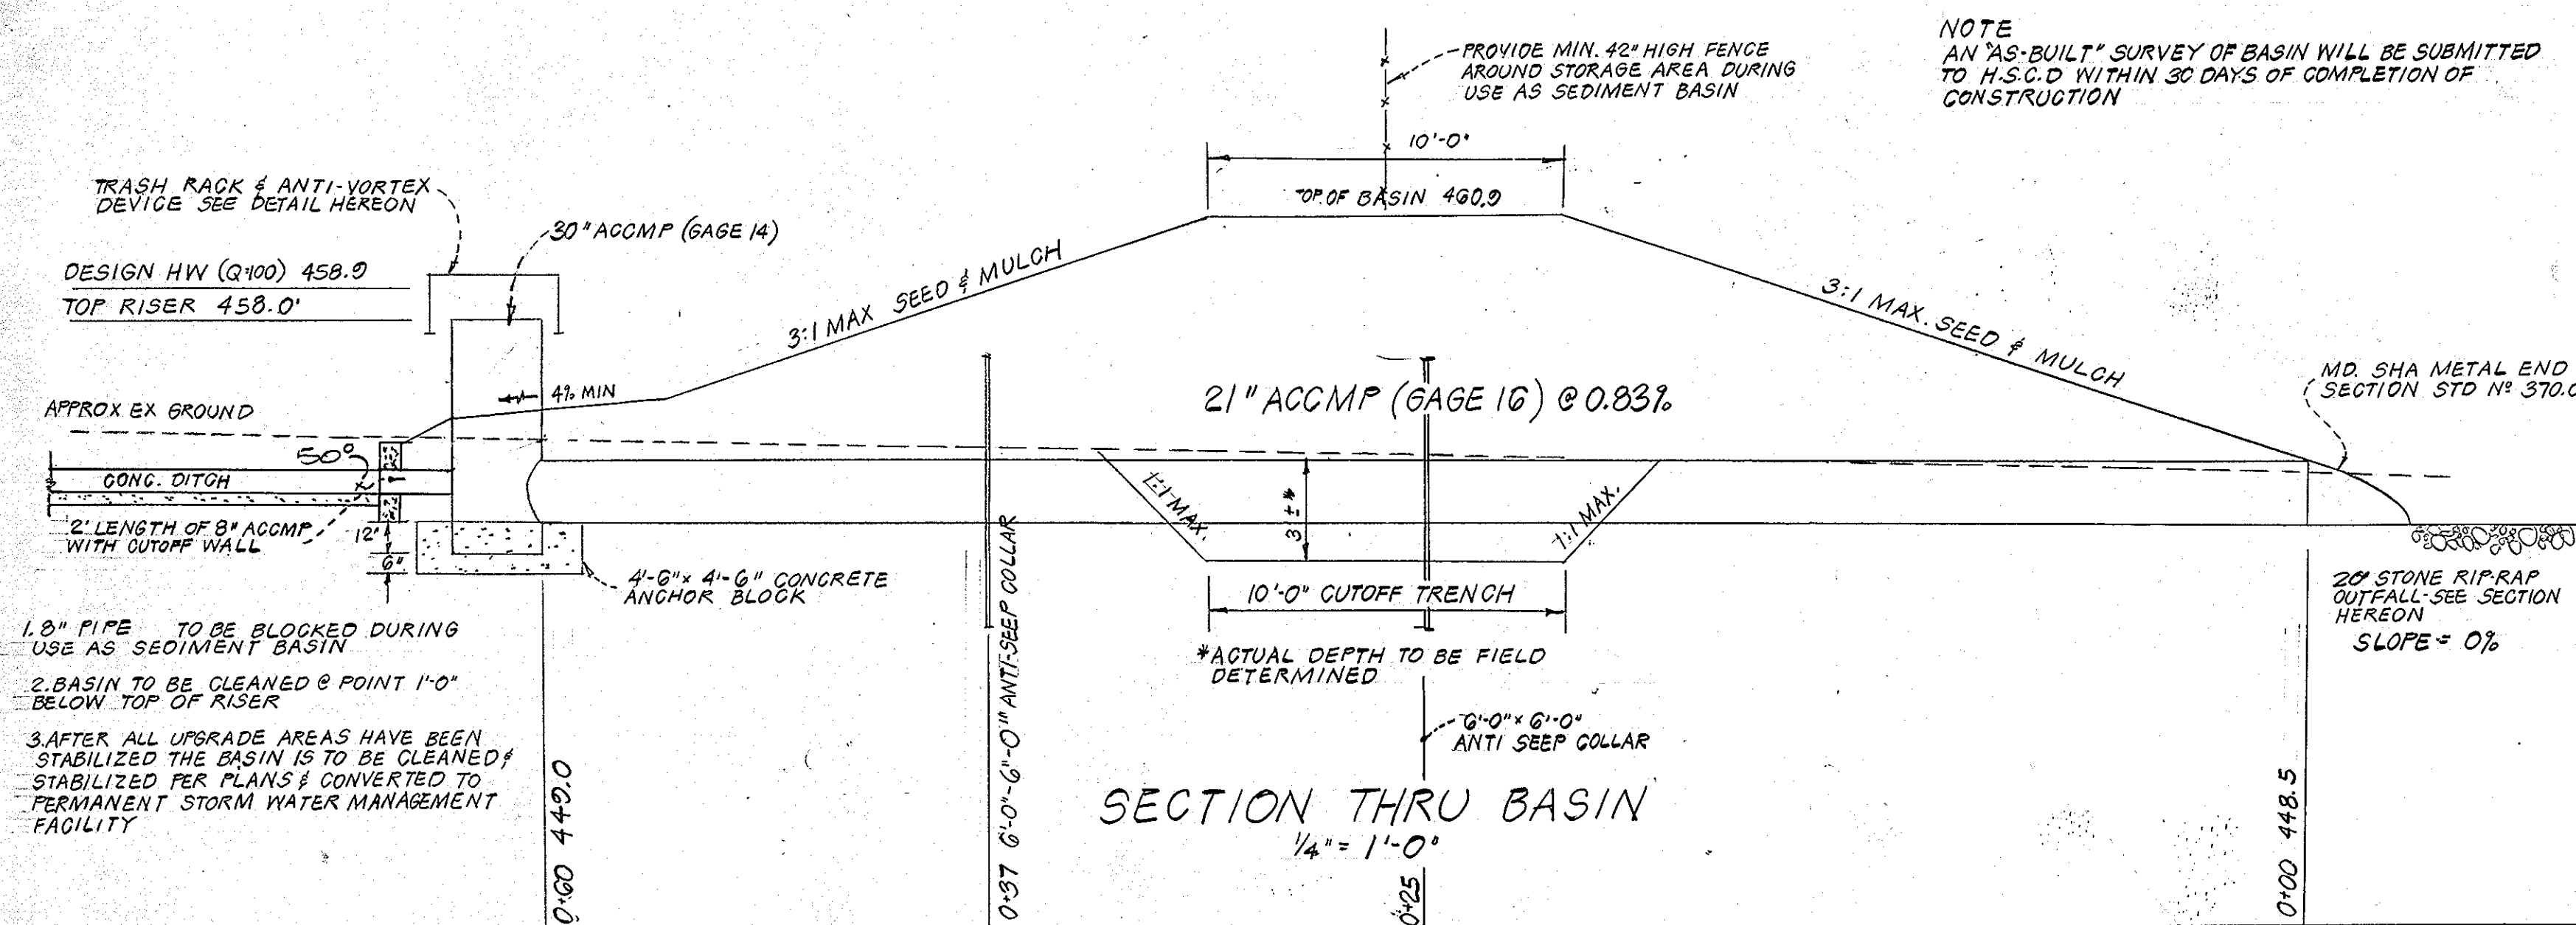 NOTE
AN "AS-BUILT" SURVEY OF BASIN WILL BE SUBMITTED
TO H.S.C.D WITHIN 30 DAYS OF COMPLETION OF
CONSTRUCTION
PROVIDE MIN. 42" HIGH FENCE
AROUND STORAGE AREA DURING
USE AS SEDIMENT BASIN
10'-0"
TOP OF BASIN 460.9
TRASH RACK & ANTI-VORTEX
DEVICE SEE DETAIL HEREON
30" ACCMP (GAGE 14)
DESIGN HW (Q-100) 458.9
TOP RISER 458.0'
3:1 MAX SEED & MULCH
3:1 MAX. SEED & MULCH
4% MIN
21" ACCMP (GAGE 16) @ 0.83%
MD. SHA METAL END
SECTION STD Nº 370.0
APPROX EX GROUND
50°
CONC. DITCH
2' LENGTH OF 8" ACCMP
WITH CUTOFF WALL
12"
6"
4'-6" x 4'-6" CONCRETE
ANCHOR BLOCK
1:1 MAX.
3'± *
1:1 MAX.
10'-0" CUTOFF TRENCH
*ACTUAL DEPTH TO BE FIELD
DETERMINED
6'-0" x 6'-0"
ANTI SEEP COLLAR
20' STONE RIP-RAP
OUTFALL-SEE SECTION
HEREON
SLOPE = 0%
1. 8" PIPE TO BE BLOCKED DURING
USE AS SEDIMENT BASIN
2. BASIN TO BE CLEANED @ POINT 1'-0"
BELOW TOP OF RISER
3. AFTER ALL UPGRADE AREAS HAVE BEEN
STABILIZED THE BASIN IS TO BE CLEANED &
STABILIZED PER PLANS & CONVERTED TO
PERMANENT STORM WATER MANAGEMENT
FACILITY
0+60 449.0
0+37 6'-0"-6'-0" ANTI-SEEP COLLAR
0+25
0+00 448.5
SECTION THRU BASIN
1/4" = 1'-0"